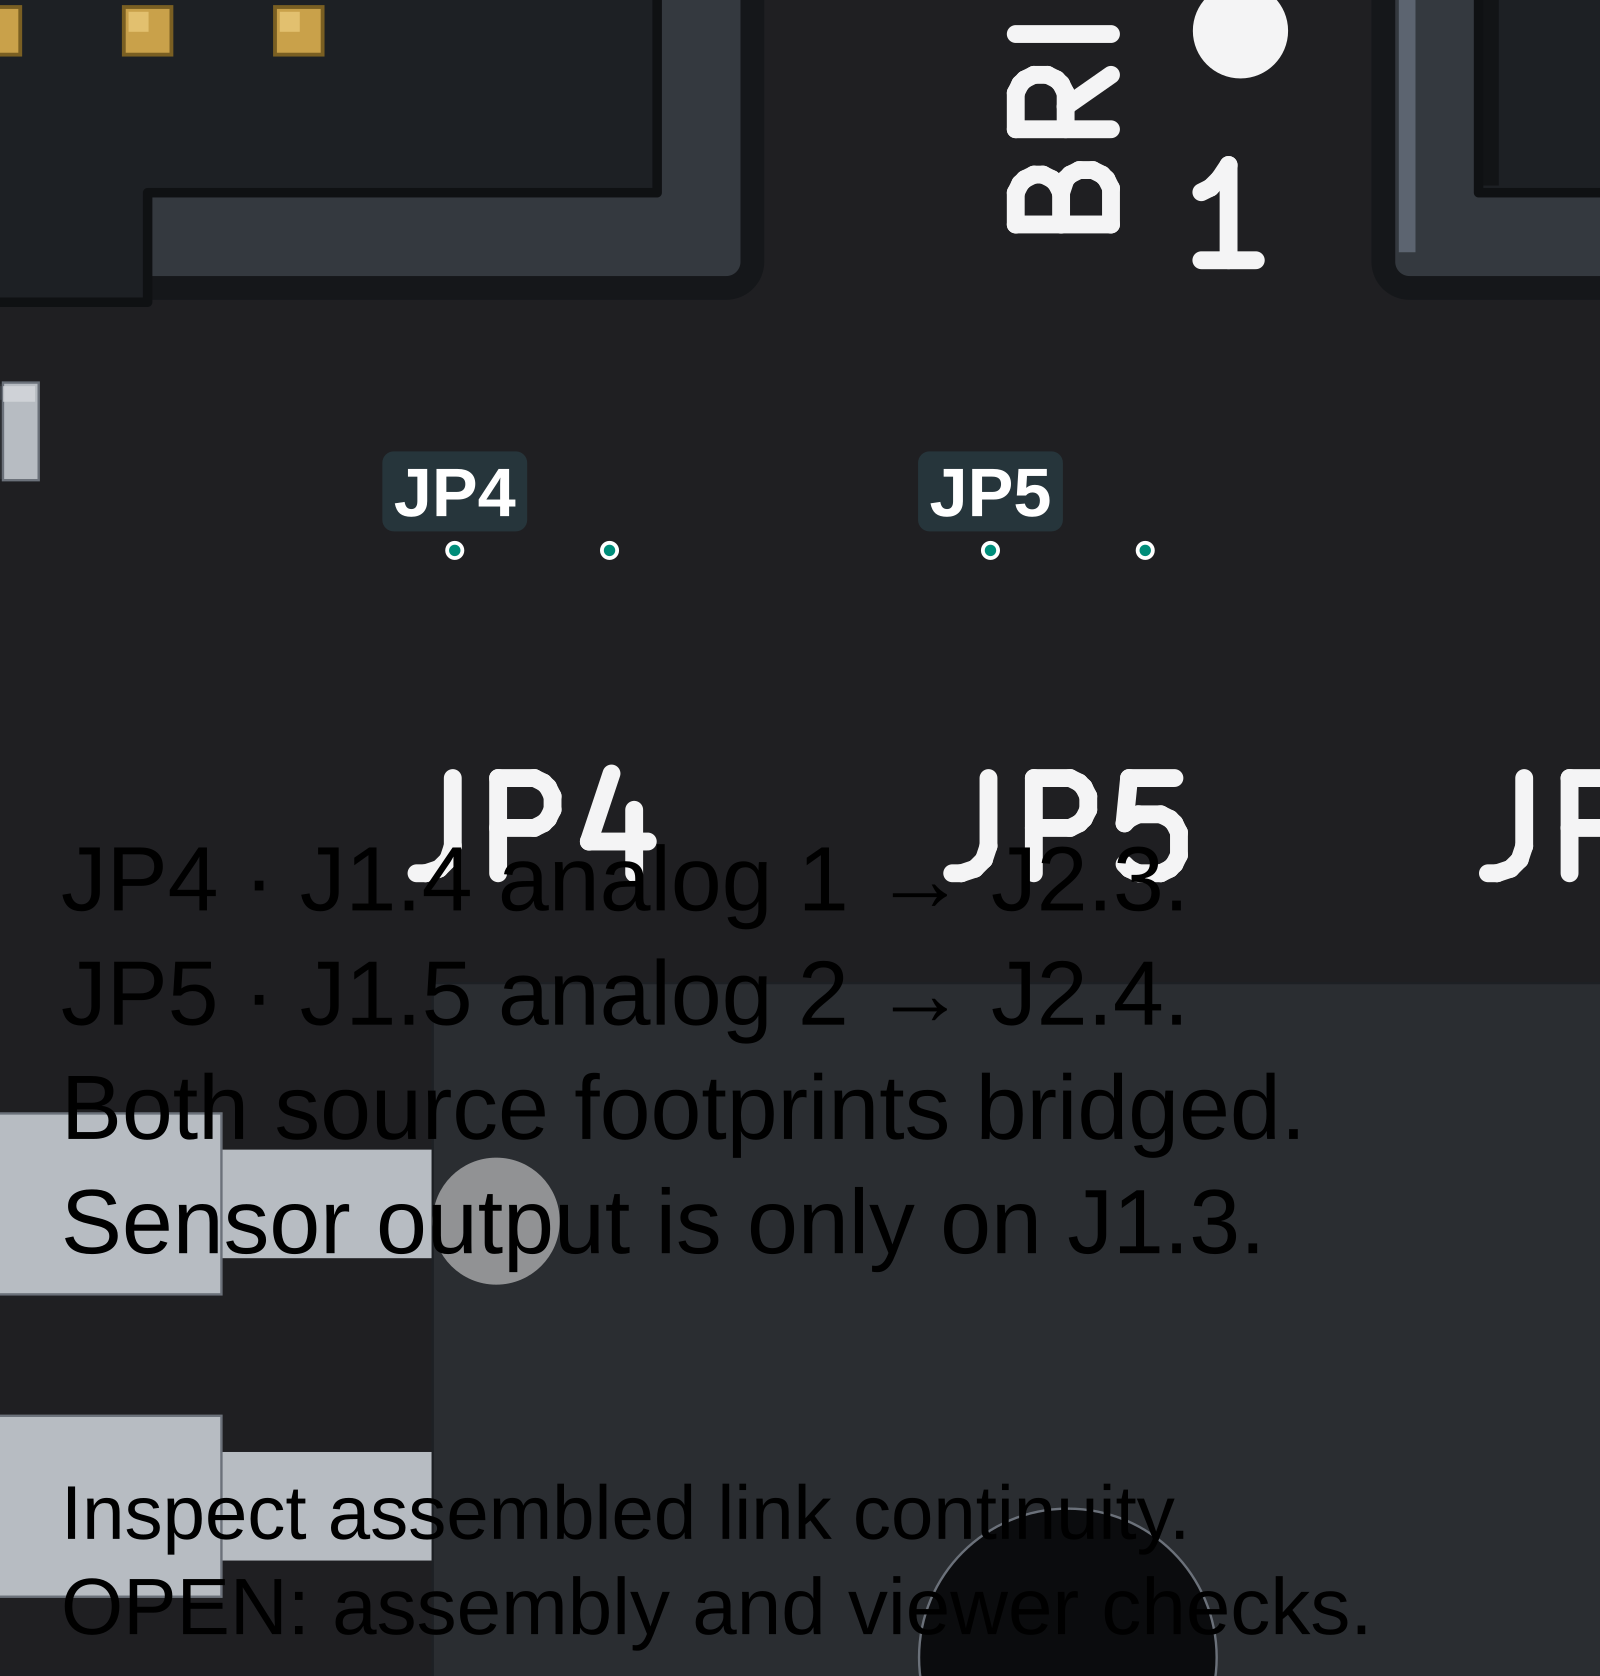 BRI
1
JP4 JP5
JP4 JP5 JP
JP4 · J1.4 analog 1 → J2.3.
JP5 · J1.5 analog 2 → J2.4.
Both source footprints bridged.
Sensor output is only on J1.3.
Inspect assembled link continuity.
OPEN: assembly and viewer checks.